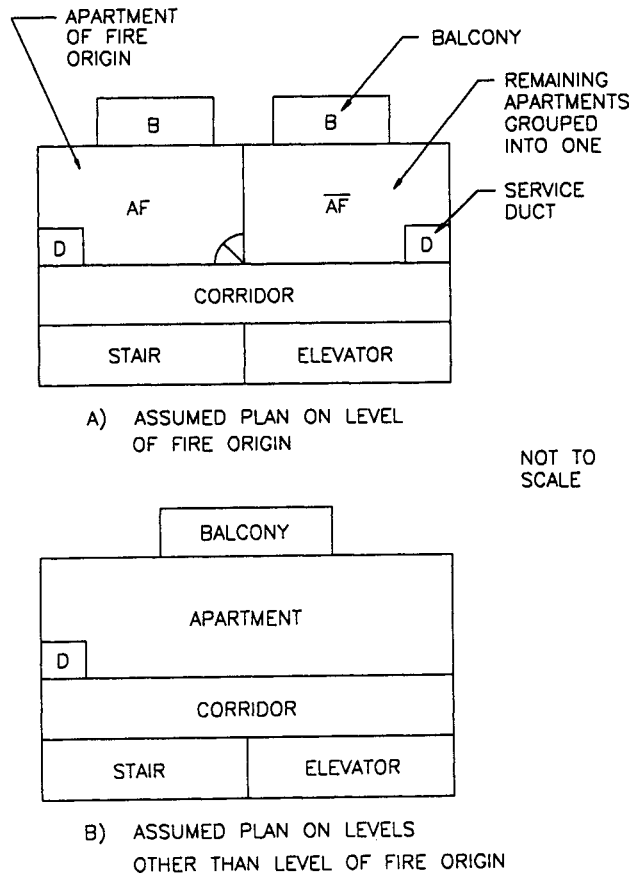 APARTMENT
OF FIRE
ORIGIN
BALCONY
REMAINING
APARTMENTS
GROUPED
INTO ONE
B
B
AF
A̅F̅
SERVICE
DUCT
D
D
CORRIDOR
STAIR
ELEVATOR
A) ASSUMED PLAN ON LEVEL
OF FIRE ORIGIN
NOT TO
SCALE
BALCONY
APARTMENT
D
CORRIDOR
STAIR
ELEVATOR
B) ASSUMED PLAN ON LEVELS
OTHER THAN LEVEL OF FIRE ORIGIN